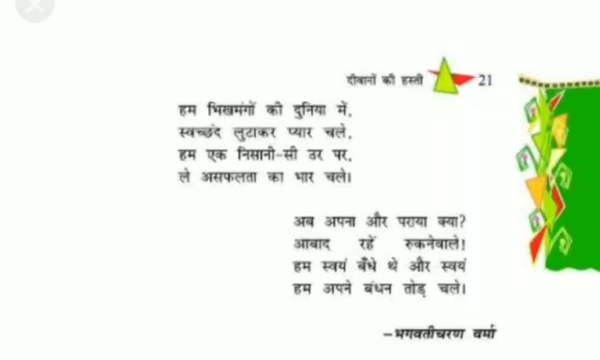 दीवानों की हस्ती 21
हम भिखमंगों की दुनिया में,
स्वच्छंद लुटाकर प्यार चले,
हम एक निसानी-सी उर पर,
ले असफलता का भार चले।
अब अपना और पराया क्या?
आबाद रहें रुकनेवाले!
हम स्वयं बँधे थे और स्वयं
हम अपने बंधन तोड़ चले।
-भगवतीचरण वर्मा